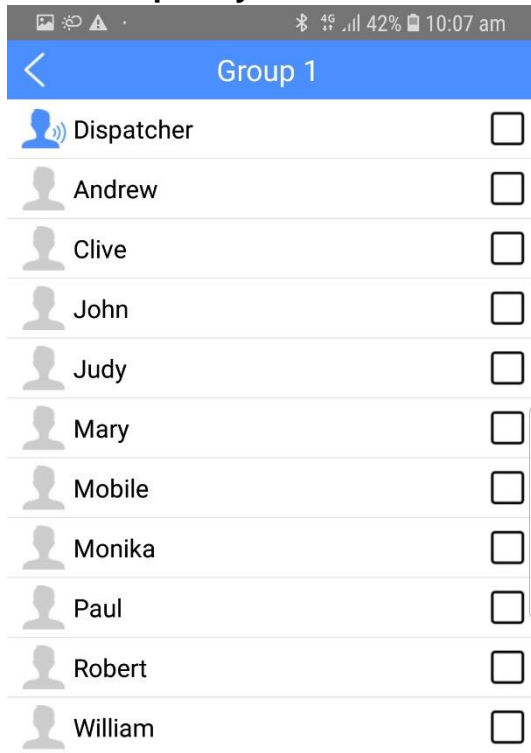 42% 10:07 am
Group 1
Dispatcher
Andrew
Clive
John
Judy
Mary
Mobile
Monika
Paul
Robert
William